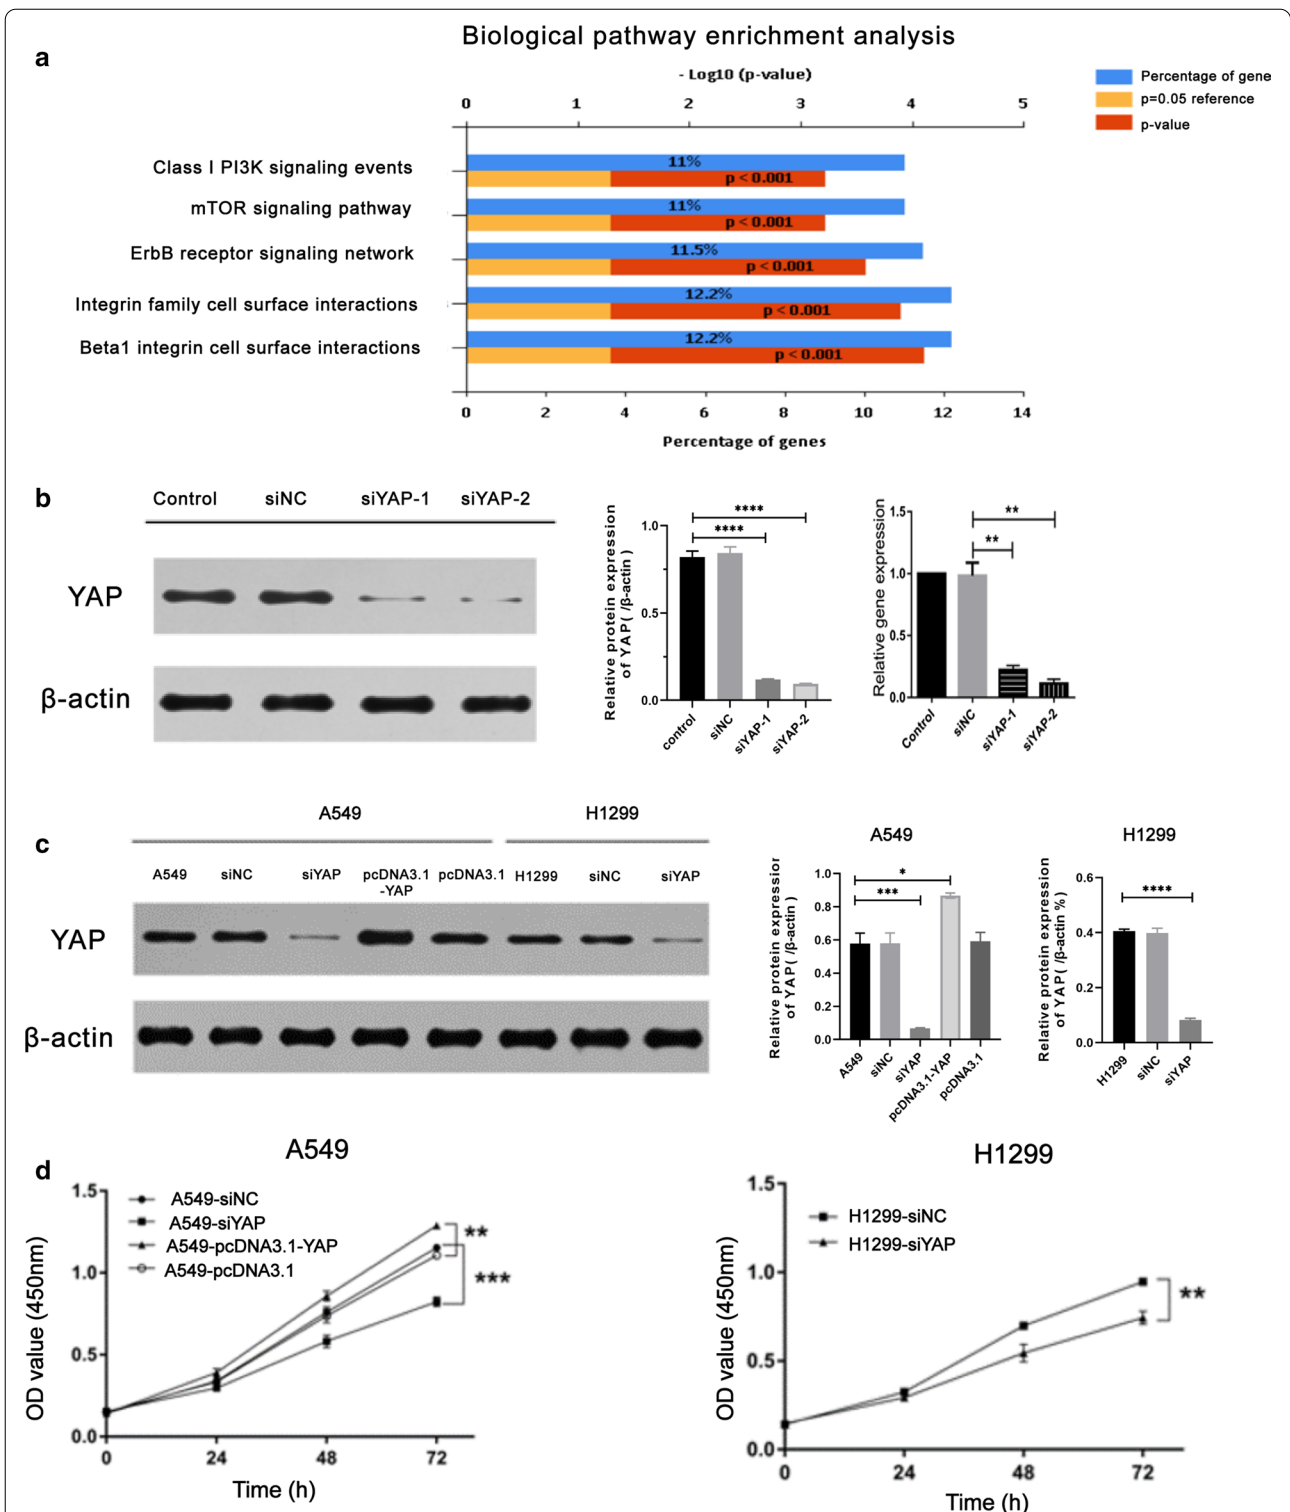 a
Biological pathway enrichment analysis
- Log10 (p-value)
0 1 2 3 4 5
Percentage of gene
p=0.05 reference
p-value
Class I PI3K signaling events
11%
p < 0.001
mTOR signaling pathway
11%
p < 0.001
ErbB receptor signaling network
11.5%
p < 0.001
Integrin family cell surface interactions
12.2%
p < 0.001
Beta1 integrin cell surface interactions
12.2%
p < 0.001
0 2 4 6 8 10 12 14
Percentage of genes
b
Control siNC siYAP-1 siYAP-2
YAP
β-actin
Relative protein expression
of YAP( /β-actin )
1.0
0.5
0.0
****
****
control siNC siYAP-1 siYAP-2
Relative gene expression
1.5
1.0
0.5
0.0
**
**
Control siNC siYAP-1 siYAP-2
c
A549 H1299
A549 siNC siYAP pcDNA3.1 pcDNA3.1 H1299 siNC siYAP
-YAP
YAP
β-actin
A549
Relative protein expression
of YAP( /β-actin )
1.0
0.8
0.6
0.4
0.2
0.0
*
***
A549 siNC siYAP pcDNA3.1-YAP pcDNA3.1
H1299
Relative protein expression
of YAP( /β-actin %)
0.6
0.4
0.2
0.0
****
H1299 siNC siYAP
d
A549
OD value (450nm)
1.5
1.0
0.5
0.0
A549-siNC
A549-siYAP
A549-pcDNA3.1-YAP
A549-pcDNA3.1
**
***
0 24 48 72
Time (h)
H1299
OD value (450nm)
1.5
1.0
0.5
0.0
H1299-siNC
H1299-siYAP
**
0 24 48 72
Time (h)